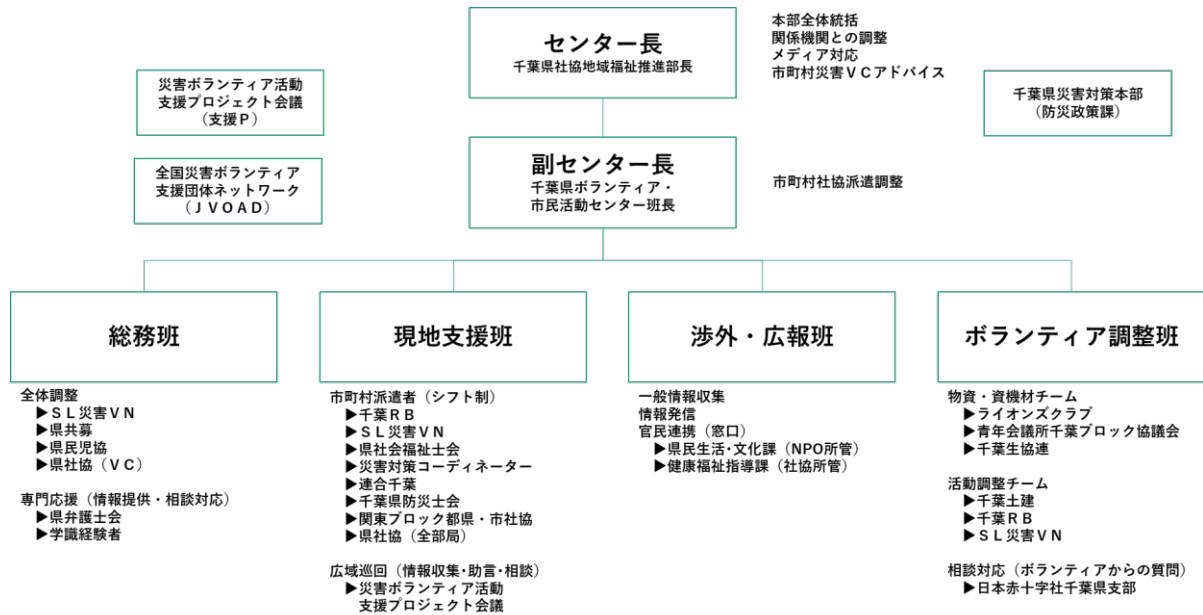 センター長
千葉県社協地域福祉推進部長
本部全体統括
関係機関との調整
メディア対応
市町村災害ＶＣアドバイス
災害ボランティア活動
支援プロジェクト会議
（支援Ｐ）
千葉県災害対策本部
（防災政策課）
副センター長
千葉県ボランティア・
市民活動センター班長
全国災害ボランティア
支援団体ネットワーク
（ＪＶＯＡＤ）
市町村社協派遣調整
総務班
全体調整
▶ＳＬ災害ＶＮ
▶県共募
▶県民児協
▶県社協（ＶＣ）
専門応援（情報提供・相談対応）
▶県弁護士会
▶学識経験者
現地支援班
市町村派遣者（シフト制）
▶千葉ＲＢ
▶ＳＬ災害ＶＮ
▶県社会福祉士会
▶災害対策コーディネーター
▶連合千葉
▶千葉県防災士会
▶関東ブロック都県・市社協
▶県社協（全部局）
広域巡回（情報収集･助言･相談）
▶災害ボランティア活動
支援プロジェクト会議
渉外・広報班
一般情報収集
情報発信
官民連携（窓口）
▶県民生活･文化課（NPO所管）
▶健康福祉指導課（社協所管）
ボランティア調整班
物資・資機材チーム
▶ライオンズクラブ
▶青年会議所千葉ブロック協議会
▶千葉生協連
活動調整チーム
▶千葉土建
▶千葉ＲＢ
▶ＳＬ災害ＶＮ
相談対応（ボランティアからの質問）
▶日本赤十字社千葉県支部